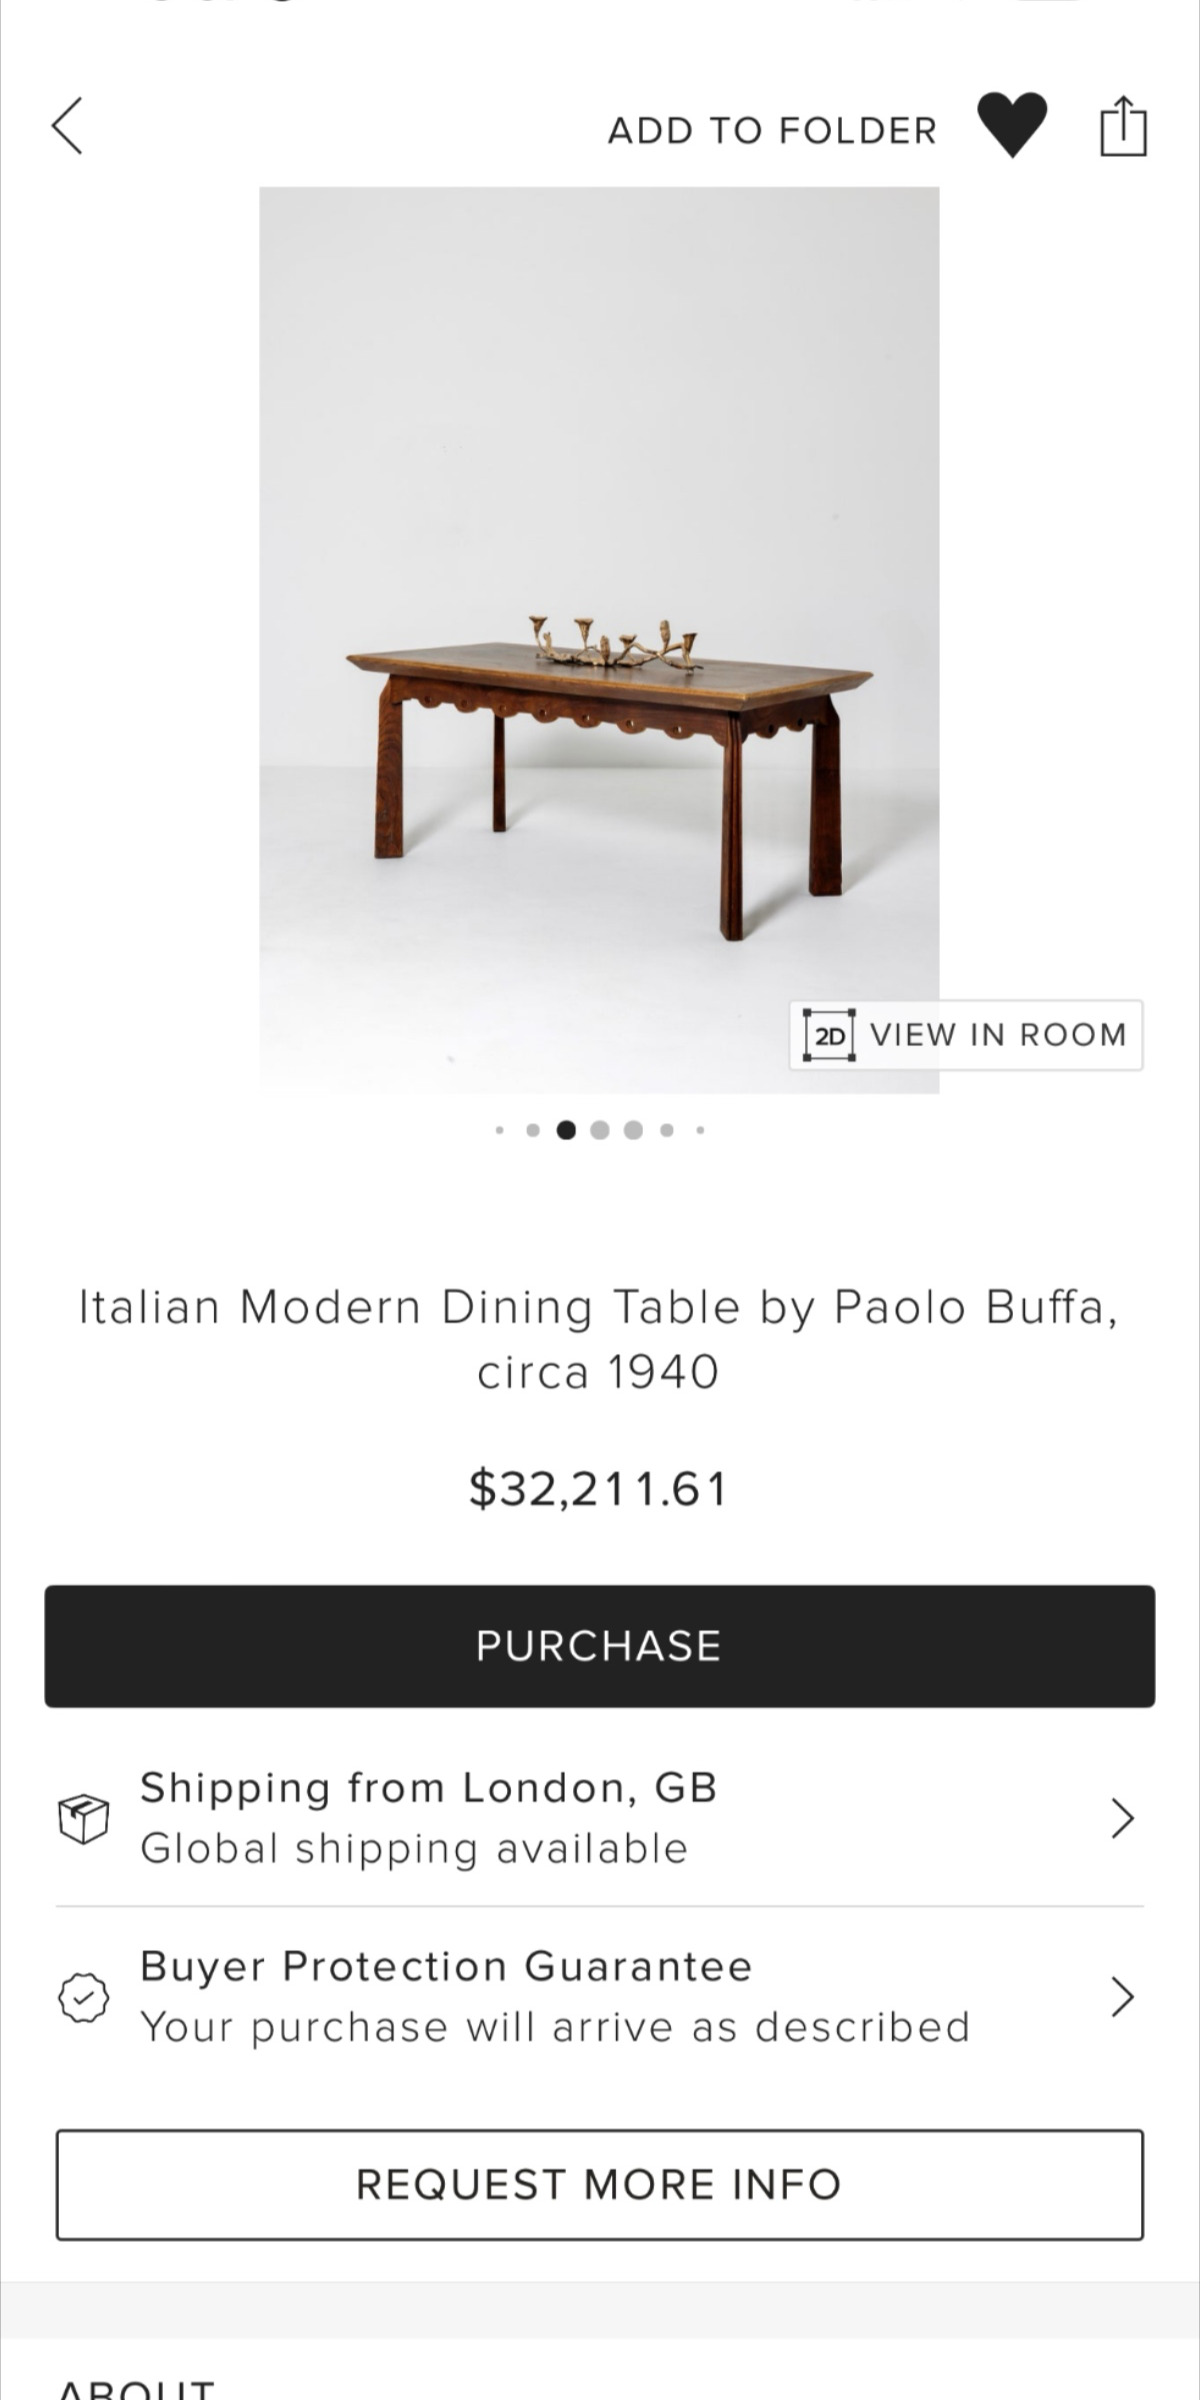 ADD TO FOLDER
2D VIEW IN ROOM
Italian Modern Dining Table by Paolo Buffa,
circa 1940
$32,211.61
PURCHASE
Shipping from London, GB
Global shipping available
Buyer Protection Guarantee
Your purchase will arrive as described
REQUEST MORE INFO
ABOUT